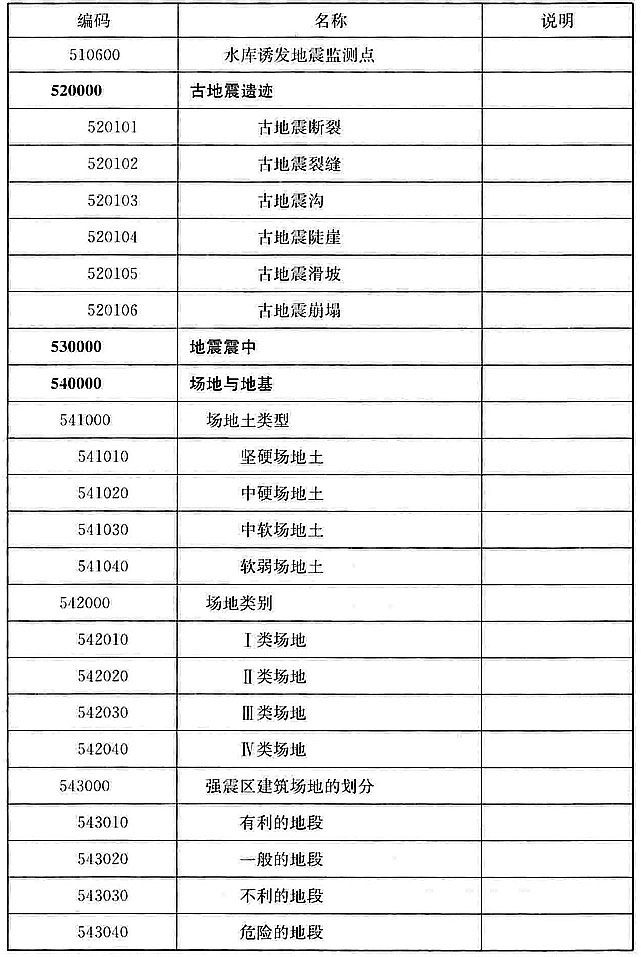 编码 名称 说明
510600 水库诱发地震监测点
520000 古地震遗迹
520101 古地震断裂
520102 古地震裂缝
520103 古地震沟
520104 古地震陡崖
520105 古地震滑坡
520106 古地震崩塌
530000 地震震中
540000 场地与地基
541000 场地土类型
541010 坚硬场地土
541020 中硬场地土
541030 中软场地土
541040 软弱场地土
542000 场地类别
542010 Ⅰ类场地
542020 Ⅱ类场地
542030 Ⅲ类场地
542040 Ⅳ类场地
543000 强震区建筑场地的划分
543010 有利的地段
543020 一般的地段
543030 不利的地段
543040 危险的地段